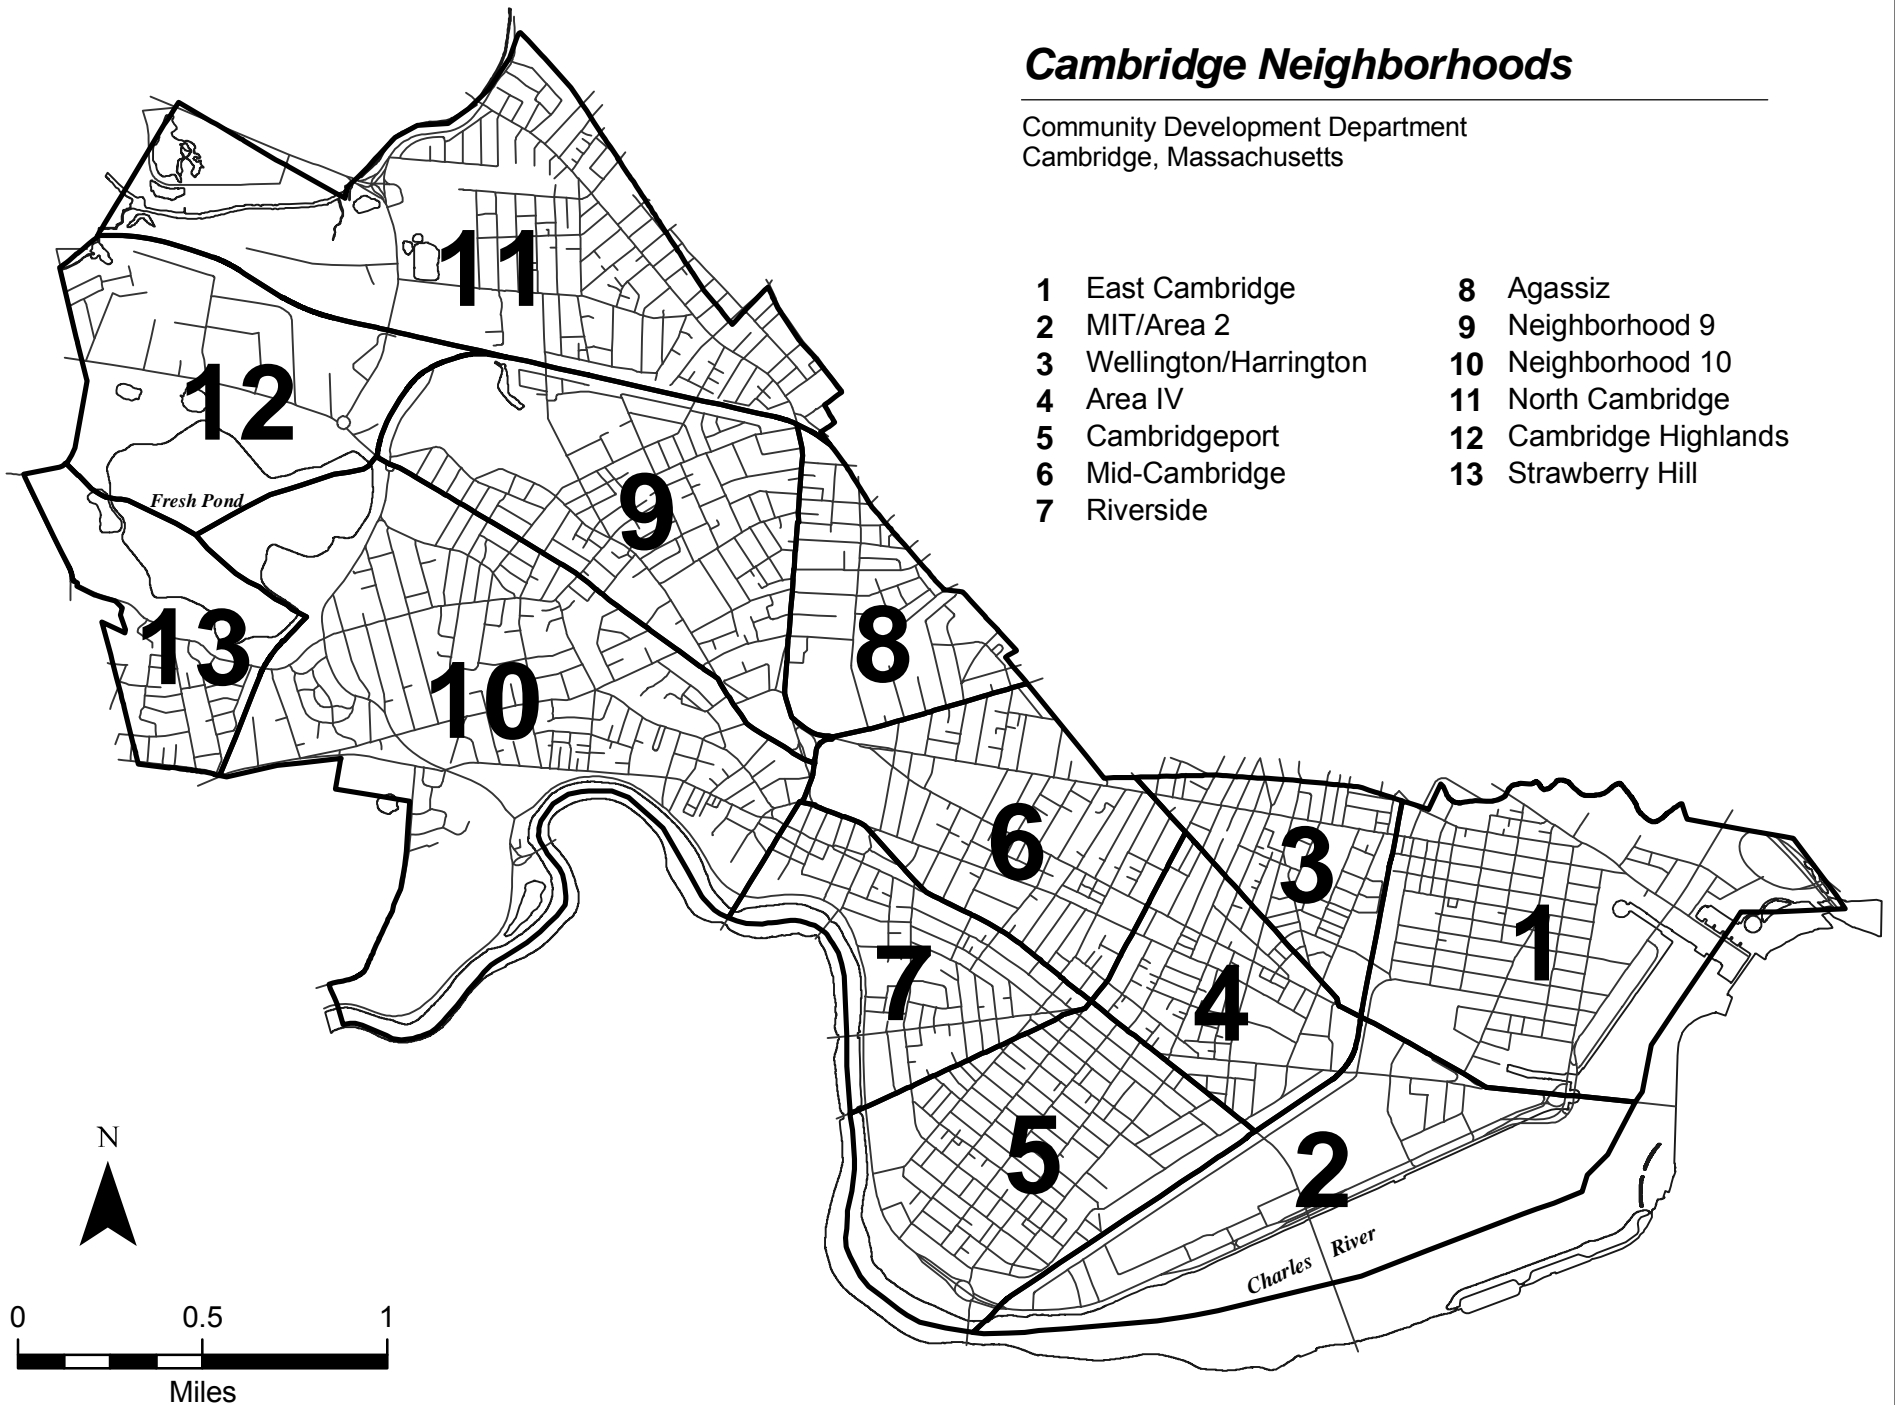 Cambridge Neighborhoods
Community Development Department
Cambridge, Massachusetts
1 East Cambridge
2 MIT/Area 2
3 Wellington/Harrington
4 Area IV
5 Cambridgeport
6 Mid-Cambridge
7 Riverside
8 Agassiz
9 Neighborhood 9
10 Neighborhood 10
11 North Cambridge
12 Cambridge Highlands
13 Strawberry Hill
11
12
9
Fresh Pond
13
8
10
6
3
1
7
4
5
2
Charles River
N
0 0.5 1
Miles